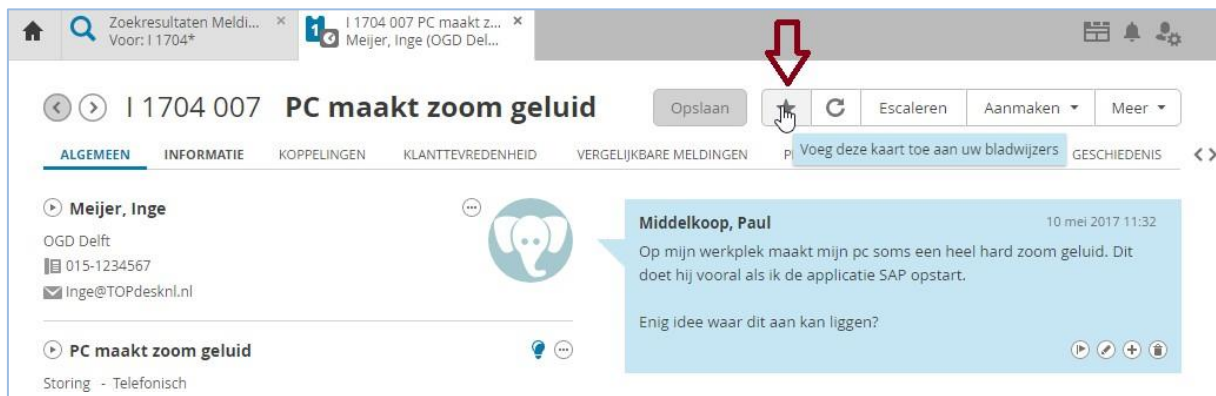 Zoekresultaten Meldi...
Voor: I 1704*
1
I 1704 007 PC maakt z...
Meijer, Inge (OGD Del...
I 1704 007 PC maakt zoom geluid
Opslaan
Escaleren
Aanmaken
Meer
ALGEMEEN INFORMATIE KOPPELINGEN KLANTTEVREDENHEID VERGELIJKBARE MELDINGEN GESCHIEDENIS
Voeg deze kaart toe aan uw bladwijzers
Meijer, Inge
OGD Delft
015-1234567
Inge@TOPdesknl.nl
PC maakt zoom geluid
Storing - Telefonisch
Middelkoop, Paul 10 mei 2017 11:32
Op mijn werkplek maakt mijn pc soms een heel hard zoom geluid. Dit
doet hij vooral als ik de applicatie SAP opstart.
Enig idee waar dit aan kan liggen?